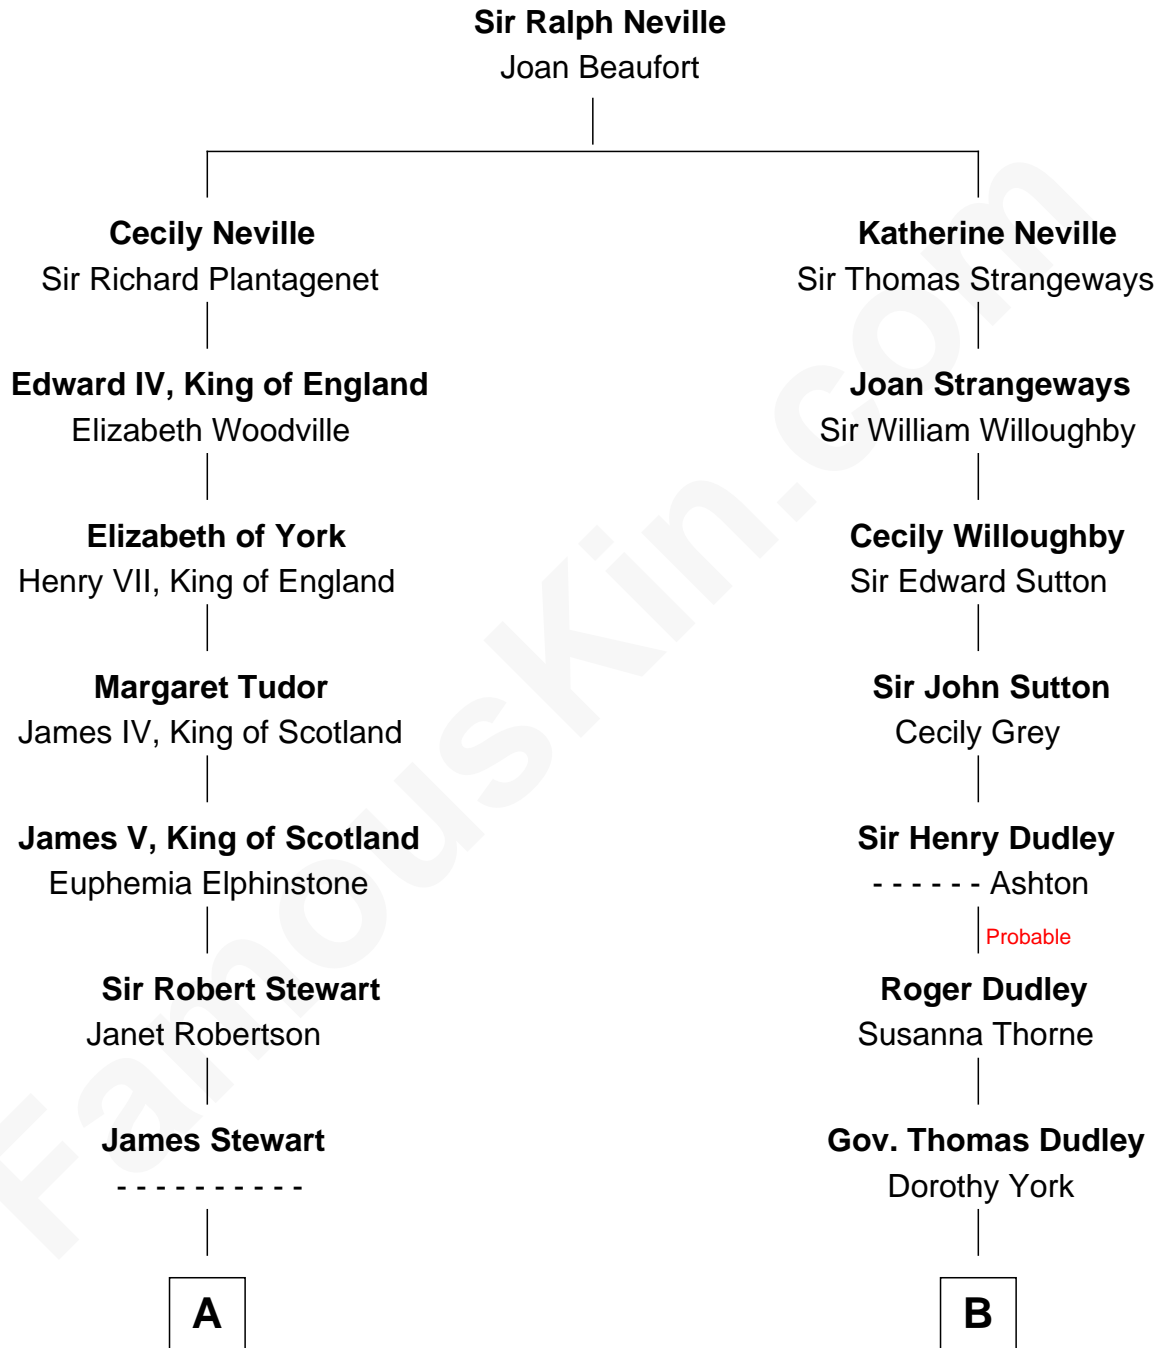 Sir Ralph Neville
Joan Beaufort
Cecily Neville
Sir Richard Plantagenet
Katherine Neville
Sir Thomas Strangeways
Edward IV, King of England
Elizabeth Woodville
Joan Strangeways
Sir William Willoughby
Elizabeth of York
Henry VII, King of England
Cecily Willoughby
Sir Edward Sutton
Margaret Tudor
James IV, King of Scotland
Sir John Sutton
Cecily Grey
James V, King of Scotland
Euphemia Elphinstone
Sir Henry Dudley
- - - - - - Ashton
Probable
Sir Robert Stewart
Janet Robertson
Roger Dudley
Susanna Thorne
James Stewart
- - - - - - - - - -
Gov. Thomas Dudley
Dorothy York
A
B
FamousKin.com